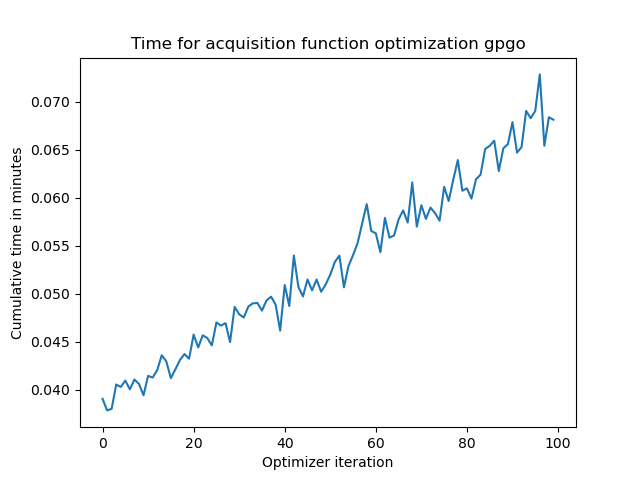 Time for acquisition function optimization gpgo
0.070
0.065
0.060
0.055
0.050
0.045
0.040
Cumulative time in minutes
0 20 40 60 80 100
Optimizer iteration